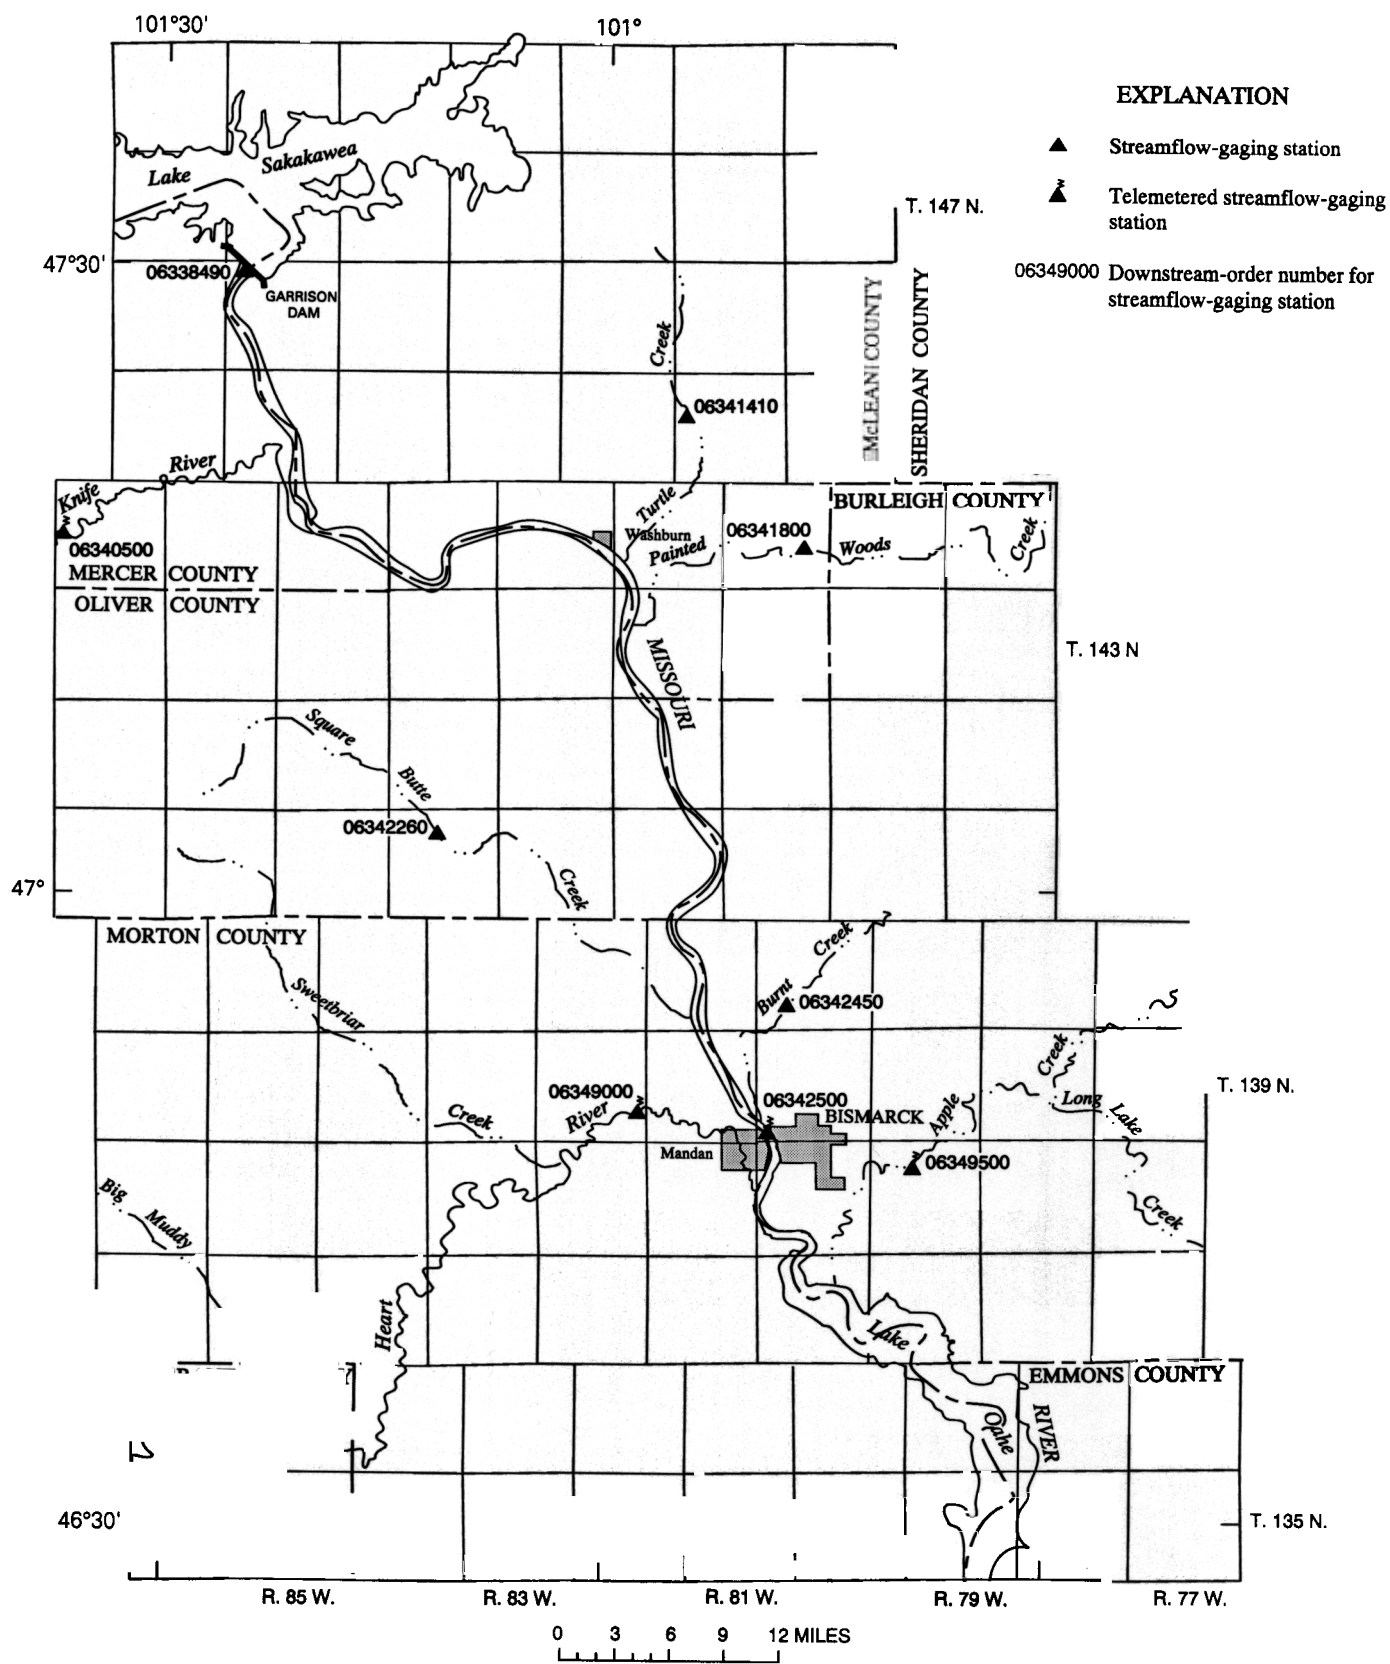 101°30'
101°
EXPLANATION
Streamflow-gaging station
w
Telemetered streamflow-gaging
station
06349000 Downstream-order number for
streamflow-gaging station
Lake Sakakawea
T. 147 N.
47°30'
06338490
GARRISON
DAM
McLEAN COUNTY
SHERIDAN COUNTY
Creek
06341410
River
Knife
w
Turtle
BURLEIGH COUNTY
06340500
Washburn
06341800
Painted
Woods
Creek
MERCER COUNTY
OLIVER COUNTY
T. 143 N
MISSOURI
Square
Butte
06342260
Creek
47°
MORTON COUNTY
Creek
Burnt
06342450
Sweetbriar
Creek
T. 139 N.
06349000
w
River
06342500
w
BISMARCK
Apple
Creek
Long
Lake
Mandan
w
06349500
Big
Muddy
Creek
Heart
Lake
EMMONS COUNTY
Oahe
RIVER
46°30'
T. 135 N.
R. 85 W.
R. 83 W.
R. 81 W.
R. 79 W.
R. 77 W.
0 3 6 9 12 MILES